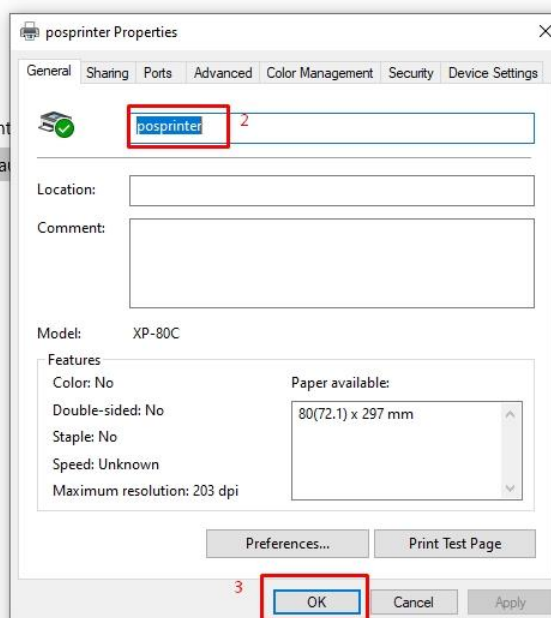 posprinter Properties
General Sharing Ports Advanced Color Management Security Device Settings
posprinter 2
Location:
Comment:
Model: XP-80C
Features
Color: No
Paper available:
Double-sided: No
80(72.1) x 297 mm
Staple: No
Speed: Unknown
Maximum resolution: 203 dpi
Preferences... Print Test Page
3
OK Cancel Apply